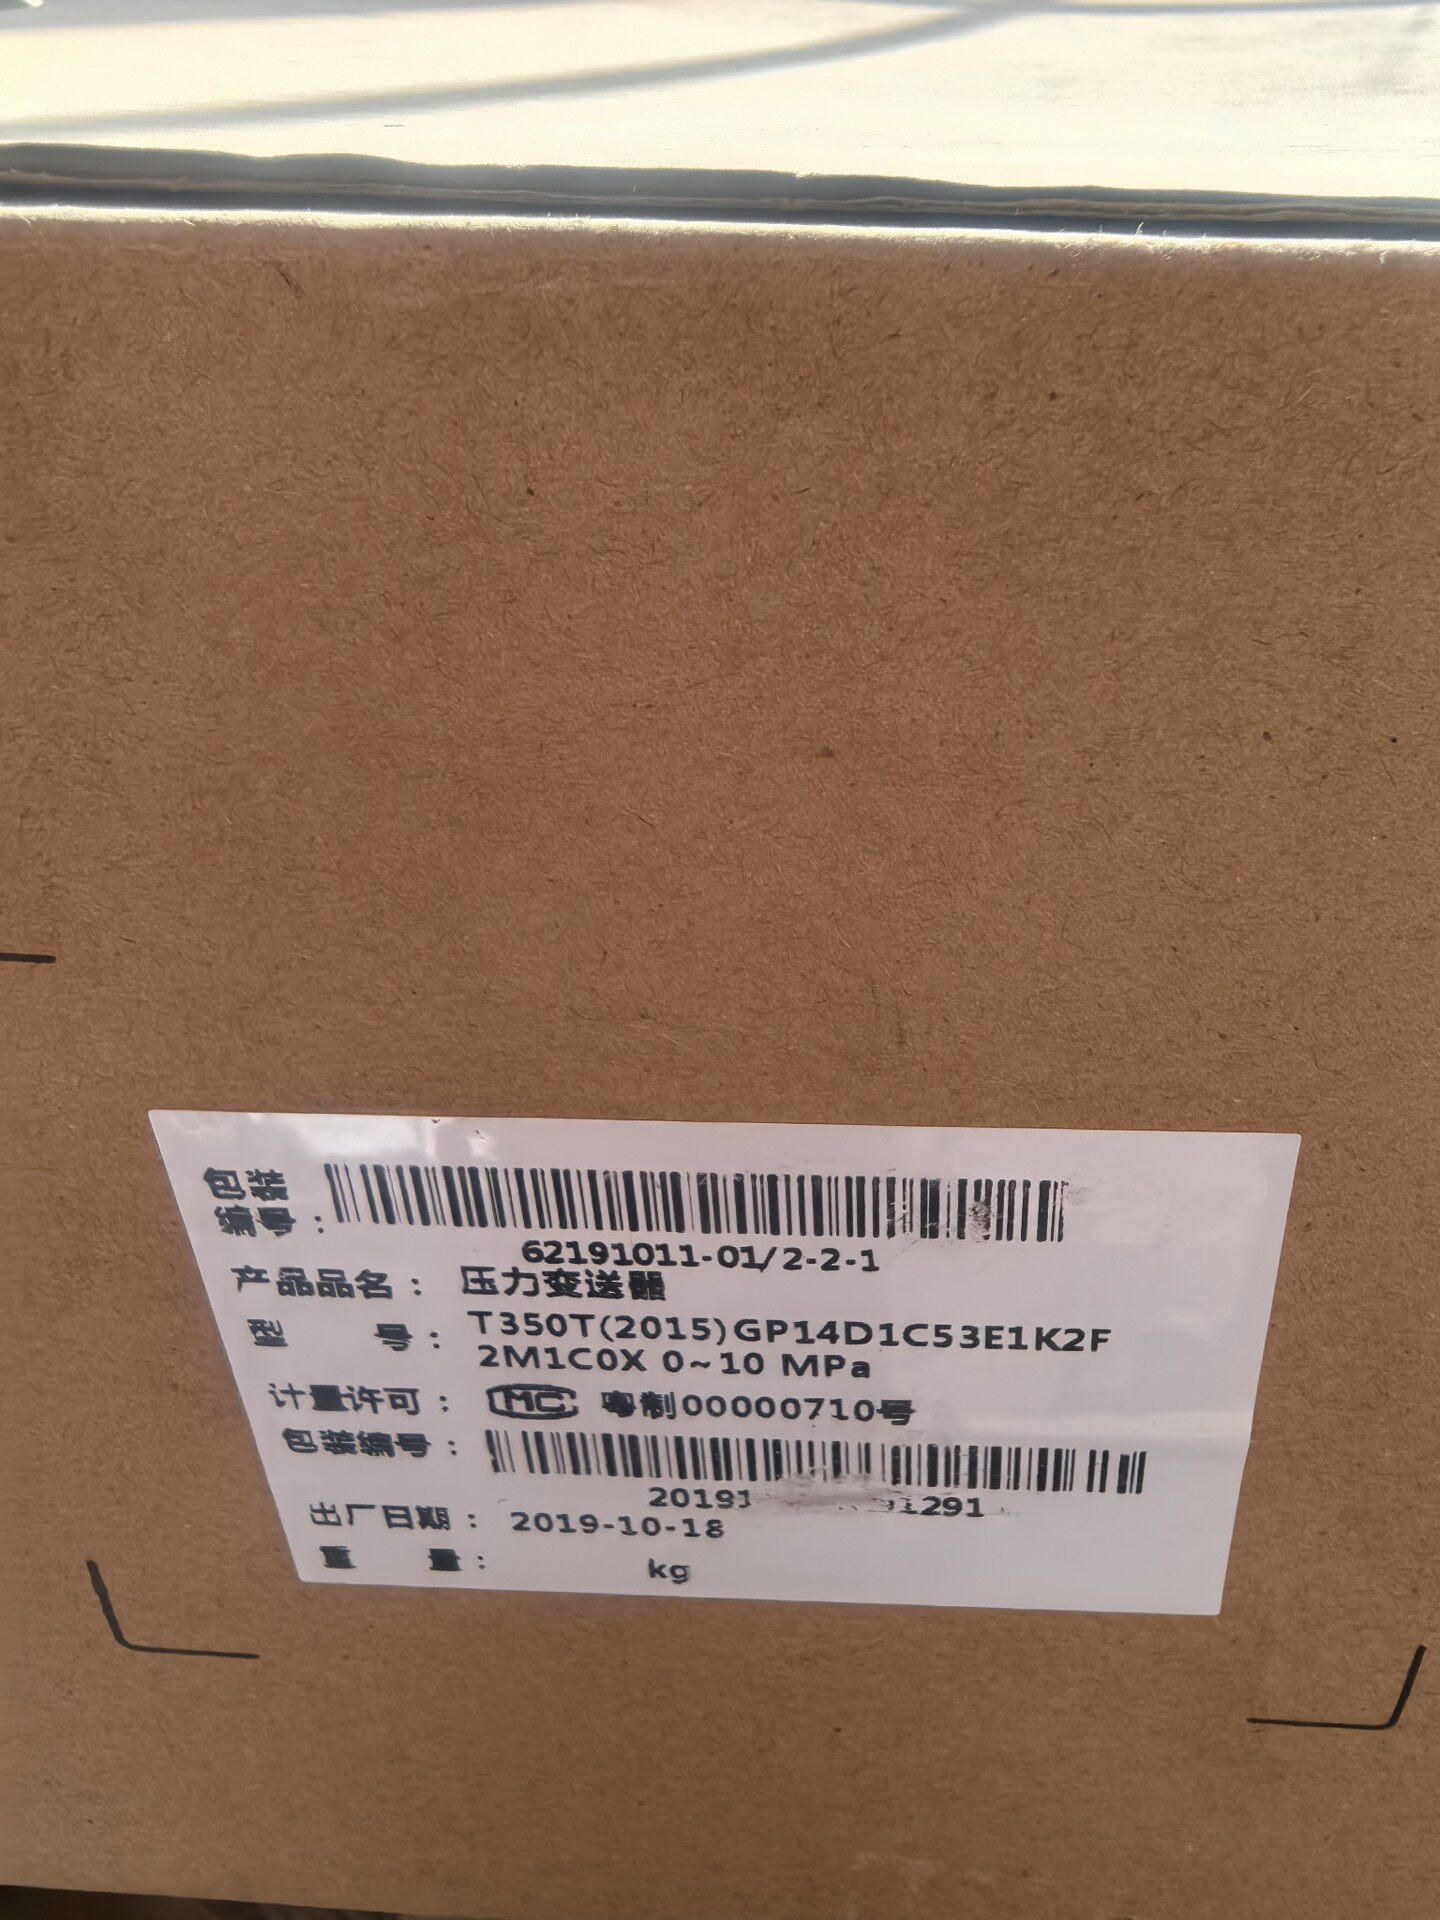 包装
编号：
62191011-01/2-2-1
产品品名： 压力变送器
型 号： T350T(2015)GP14D1C53E1K2F
2M1C0X 0~10 MPa
计量许可： MC 粤制00000710号
包装编号：
出厂日期： 2019-10-18
重 量： kg